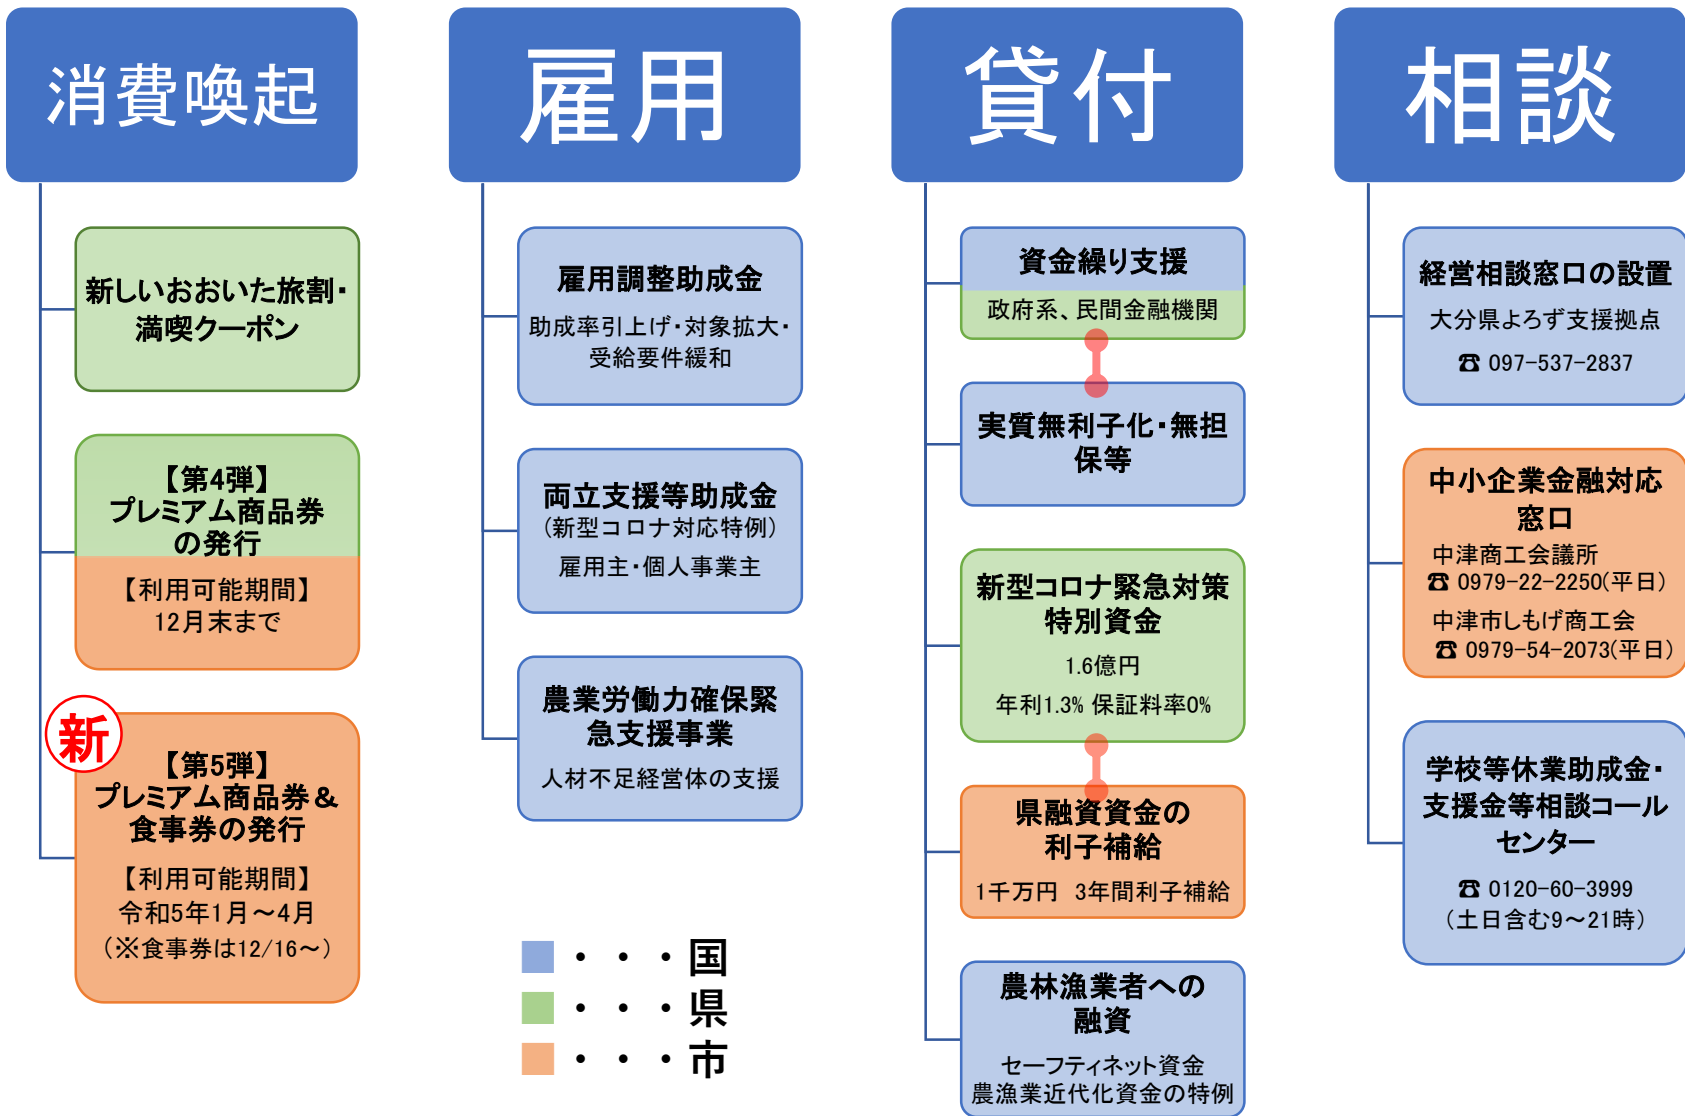 消費喚起
新しいおおいた旅割・
満喫クーポン
【第4弾】
プレミアム商品券
の発行
【利用可能期間】
12月末まで
新
【第5弾】
プレミアム商品券＆
食事券の発行
【利用可能期間】
令和5年1月～4月
（※食事券は12/16～）
雇用
雇用調整助成金
助成率引上げ・対象拡大・
受給要件緩和
両立支援等助成金
（新型コロナ対応特例）
雇用主・個人事業主
農業労働力確保緊
急支援事業
人材不足経営体の支援
貸付
資金繰り支援
政府系、民間金融機関
実質無利子化・無担
保等
新型コロナ緊急対策
特別資金
1.6億円
年利1.3% 保証料率0%
県融資資金の
利子補給
1千万円 3年間利子補給
農林漁業者への
融資
セーフティネット資金
農漁業近代化資金の特例
相談
経営相談窓口の設置
大分県よろず支援拠点
☎ 097-537-2837
中小企業金融対応
窓口
中津商工会議所
☎ 0979-22-2250(平日)
中津市しもげ商工会
☎ 0979-54-2073(平日)
学校等休業助成金・
支援金等相談コール
センター
☎ 0120-60-3999
（土日含む9～21時）
・・・国
・・・県
・・・市